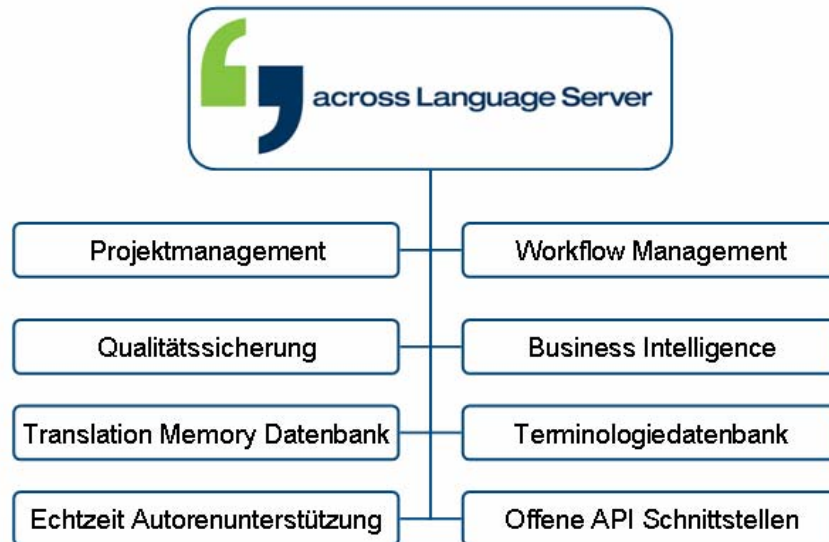 across Language Server
Projektmanagement
Workflow Management
Qualitätssicherung
Business Intelligence
Translation Memory Datenbank
Terminologiedatenbank
Echtzeit Autorenunterstützung
Offene API Schnittstellen